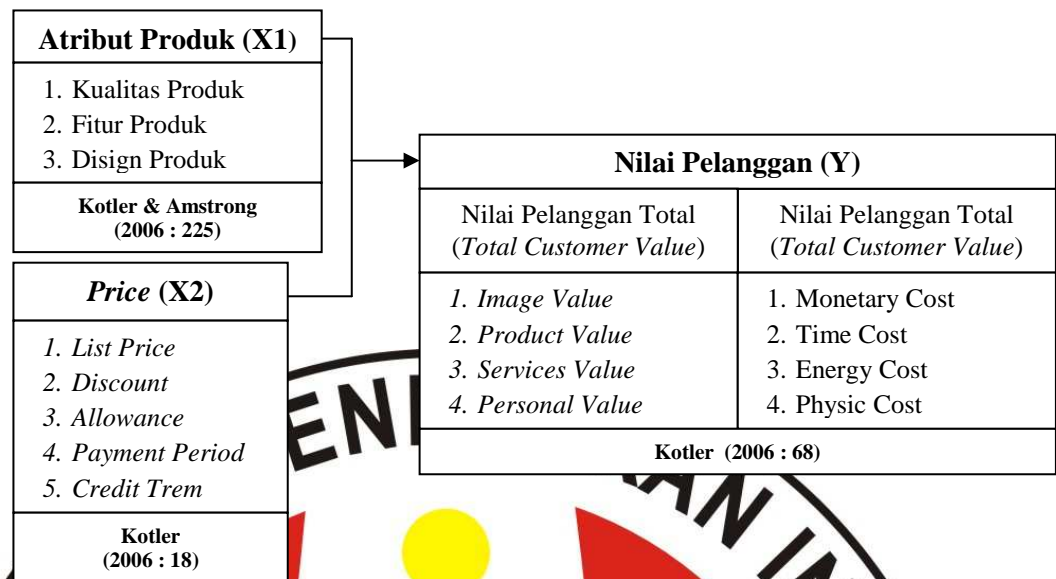 Atribut Produk (X1)
1. Kualitas Produk
2. Fitur Produk
3. Disign Produk
Kotler & Amstrong
(2006 : 225)
Price (X2)
1. List Price
2. Discount
3. Allowance
4. Payment Period
5. Credit Trem
Kotler
(2006 : 18)
Nilai Pelanggan (Y)
Nilai Pelanggan Total
(Total Customer Value)
1. Image Value
2. Product Value
3. Services Value
4. Personal Value
Nilai Pelanggan Total
(Total Customer Value)
1. Monetary Cost
2. Time Cost
3. Energy Cost
4. Physic Cost
Kotler (2006 : 68)